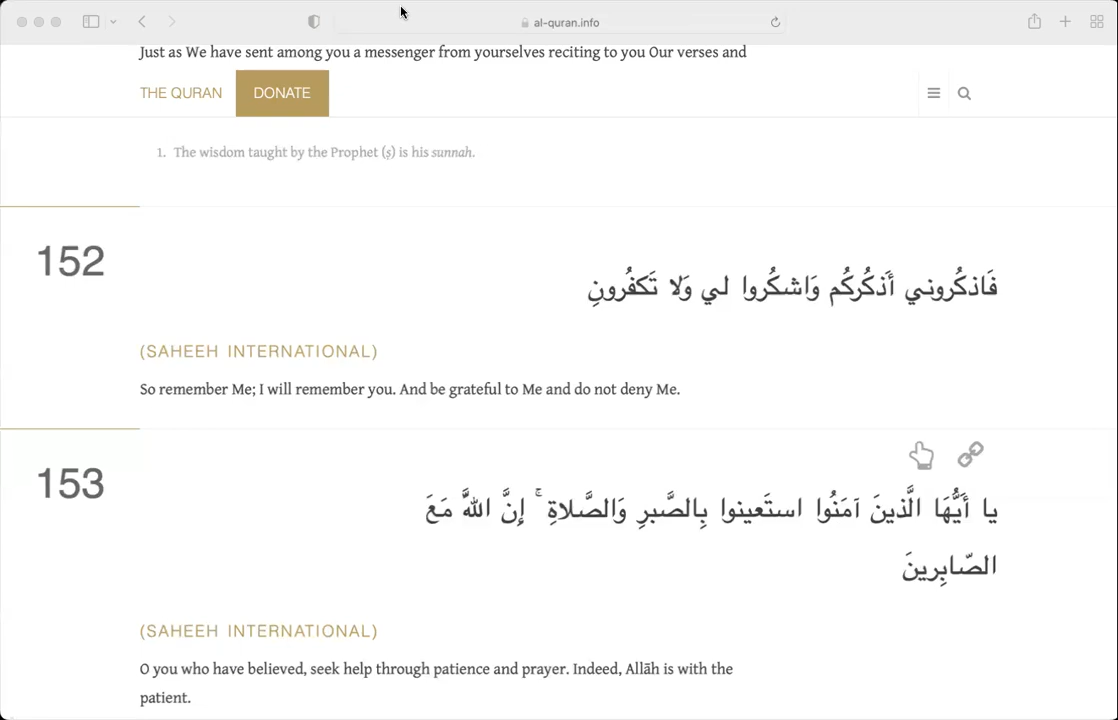 al-quran.info
Just as We have sent among you a messenger from yourselves reciting to you Our verses and
THE QURAN DONATE
1. The wisdom taught by the Prophet (ṣ) is his sunnah.
152
فَاذكُروني أَذكُركُم وَاشكُروا لي وَلا تَكفُرونِ
(SAHEEH INTERNATIONAL)
So remember Me; I will remember you. And be grateful to Me and do not deny Me.
153
يا أَيُّهَا الَّذينَ آمَنُوا استَعينوا بِالصَّبرِ وَالصَّلاةِ ۚ إِنَّ اللَّهَ مَعَ
الصّابِرينَ
(SAHEEH INTERNATIONAL)
O you who have believed, seek help through patience and prayer. Indeed, Allāh is with the
patient.